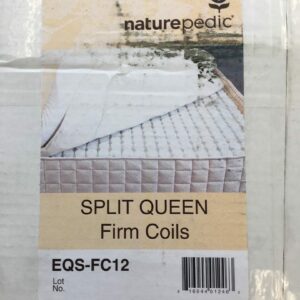 naturepedic®
SPLIT QUEEN
Firm Coils
EQS-FC12
Lot
No.